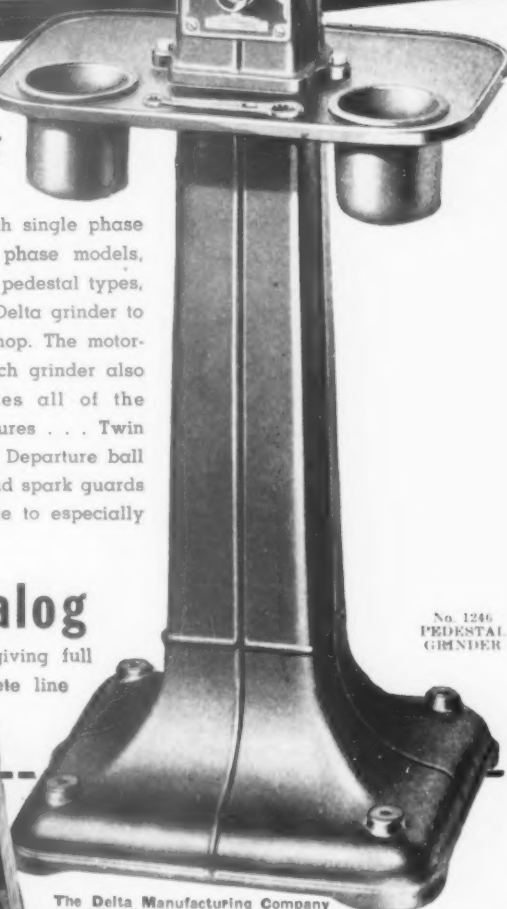 h single phase
phase models,
pedestal types,
Delta grinder to
hop. The motor-
ch grinder also
es all of the
ures . . . Twin
Departure ball
d spark guards
e to especially
alog
giving full
ete line
No. 1246
PEDESTAL
GRINDER
The Delta Manufacturing Company